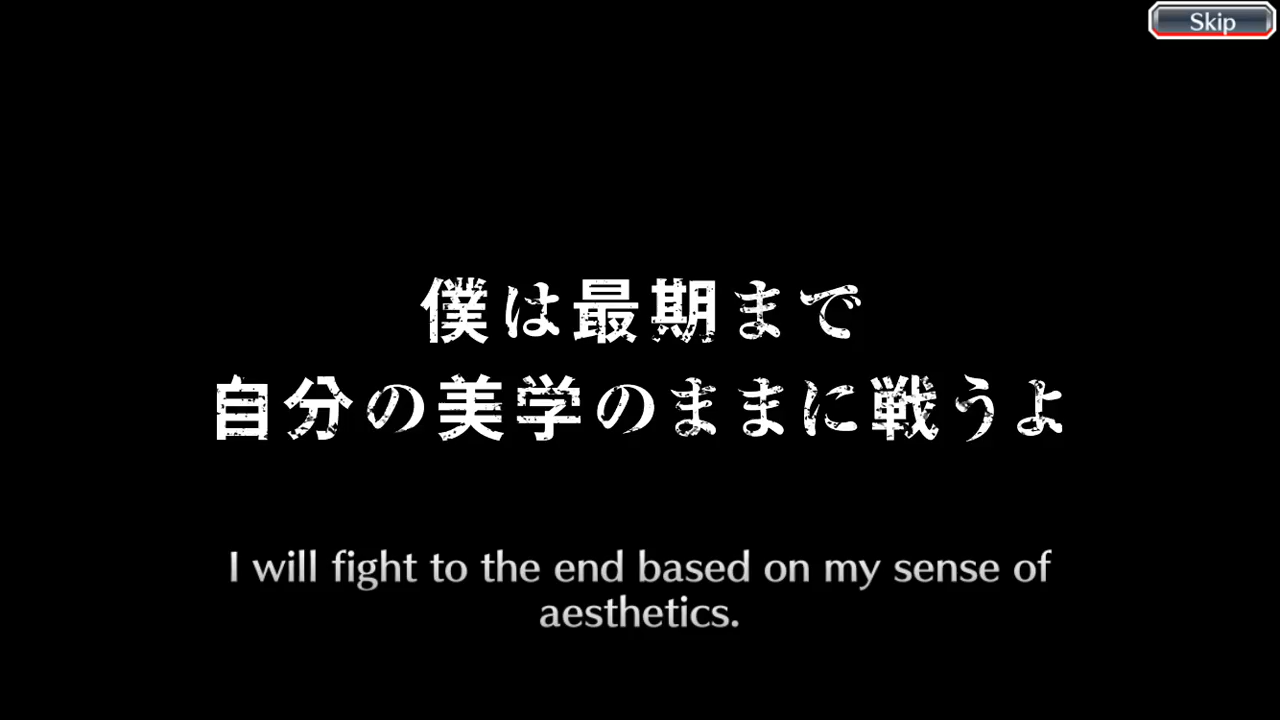 Skip
僕は最期まで
自分の美学のままに戦うよ
I will fight to the end based on my sense of
aesthetics.